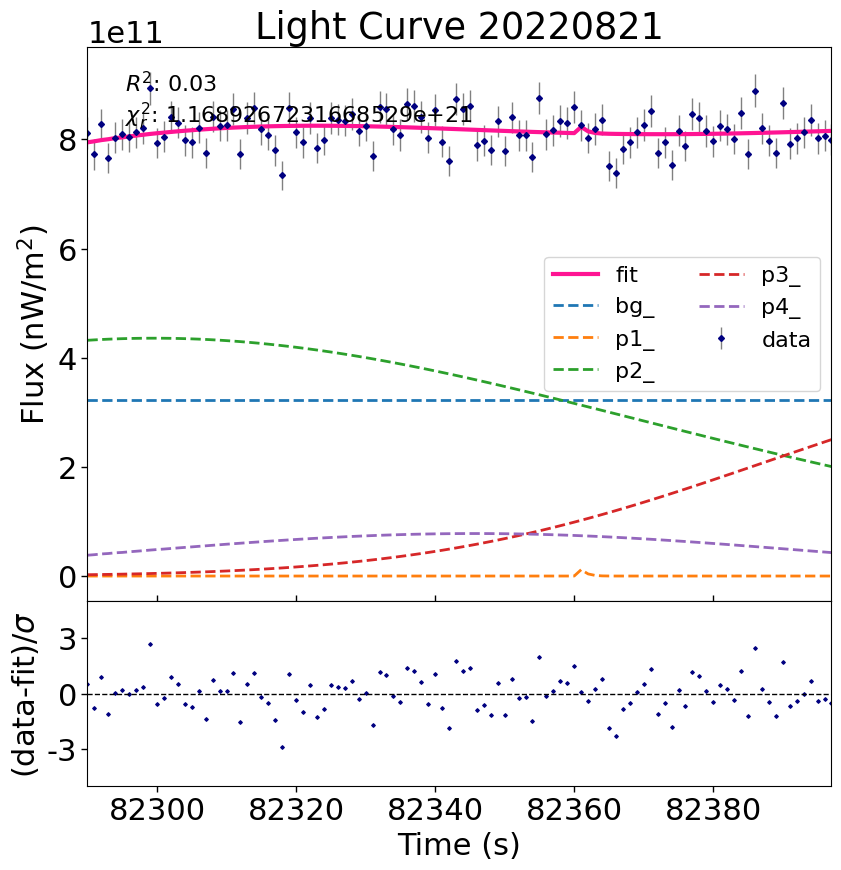 Light Curve 20220821
1e11
R²: 0.03
χ²ᵣ: 1.1689267231668529e+21
8
6
4
2
0
Flux (nW/m²)
fit
bg_
p1_
p2_
p3_
p4_
data
3
0
-3
(data-fit)/σ
82300 82320 82340 82360 82380
Time (s)